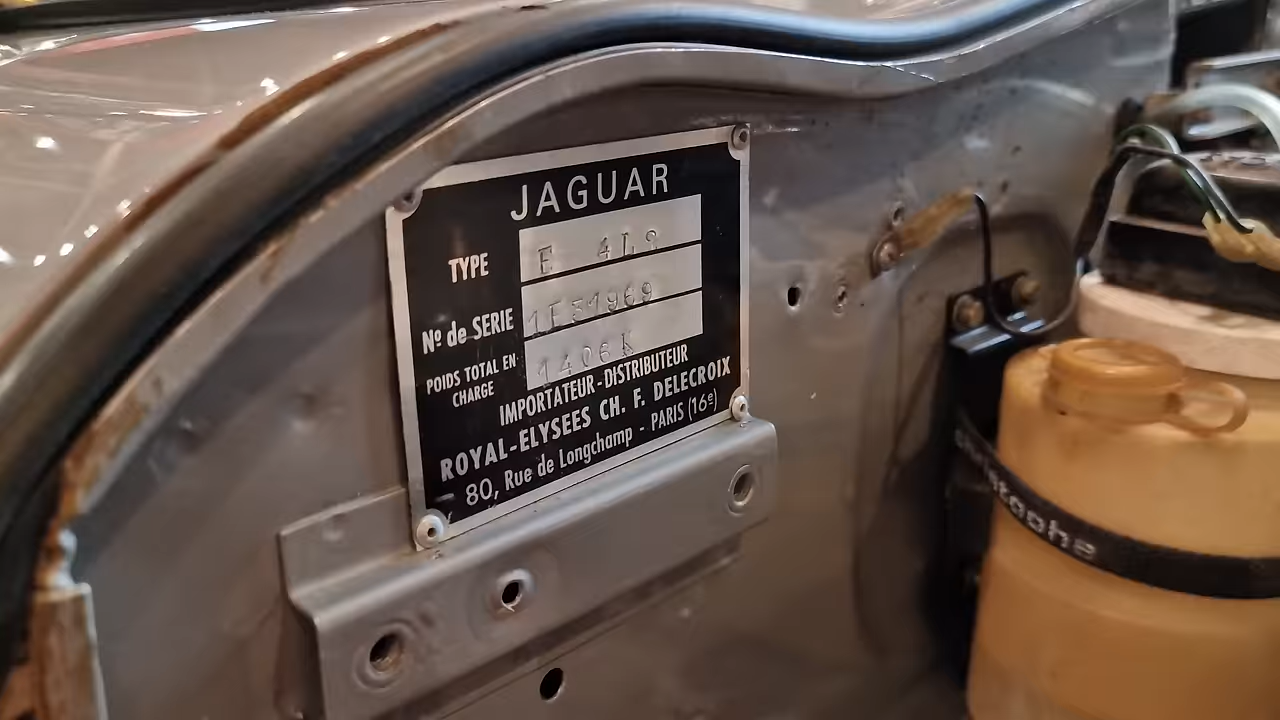 JAGUAR
TYPE E 4L2
Nº de SERIE 1E31969
POIDS TOTAL EN CHARGE 1406k
IMPORTATEUR-DISTRIBUTEUR
ROYAL-ELYSEES CH. F. DELECROIX
80, Rue de Longchamp - PARIS (16e)